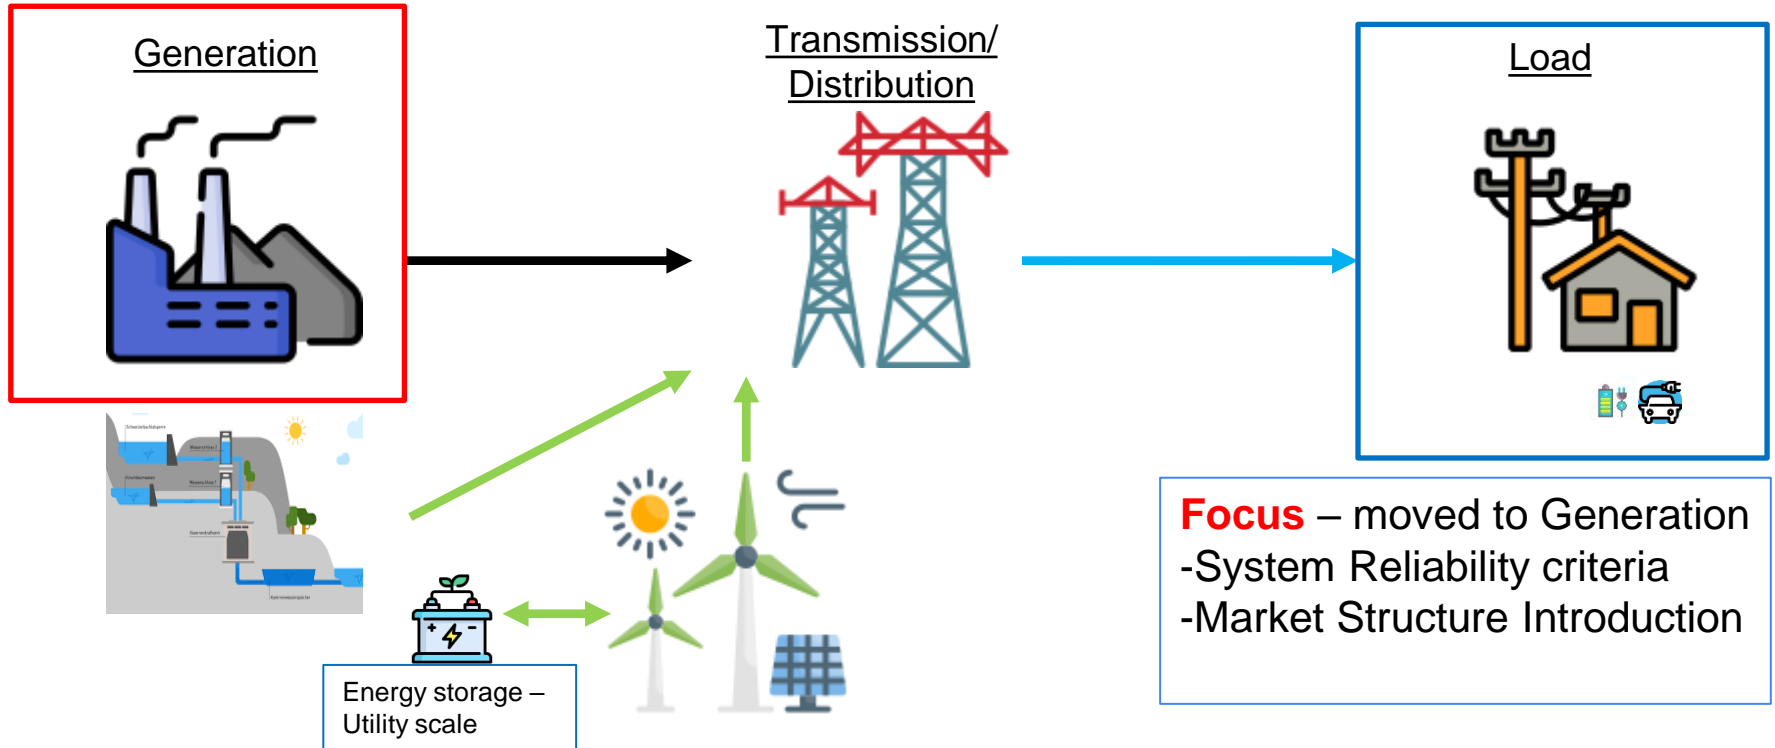 Generation
Transmission/
Distribution
Load
Focus – moved to Generation
-System Reliability criteria
-Market Structure Introduction
Energy storage –
Utility scale